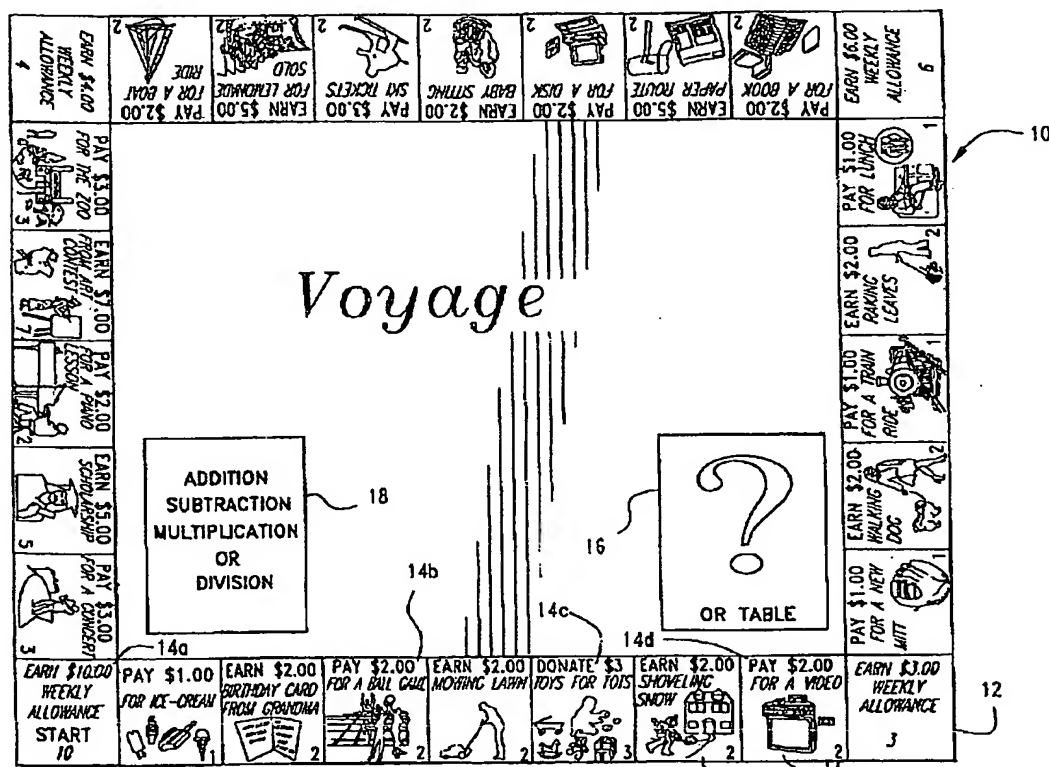 EARN $4.00
WEEKLY
ALLOWANCE
4
PAY $2.00
FOR A BOAT
RIDE
2
EARN $5.00
FOR LEMONADE
SOLD
2
PAY $3.00
SKI TICKETS
2
EARN $2.00
BABY SITTING
2
PAY $2.00
FOR A DISK
2
EARN $5.00
PAPER ROUTE
2
PAY $2.00
FOR A BOOK
2
EARN $6.00
WEEKLY
ALLOWANCE
6
10
PAY $3.00
FOR THE ZOO
3
EARN $7.00
FROM ART
CONTEST
7
PAY $2.00
FOR A PIANO
LESSON
2
EARN $5.00
SCHOLARSHIP
5
PAY $3.00
FOR A CONCERT
3
PAY $1.00
FOR LUNCH
1
EARN $2.00
RAKING
LEAVES
2
PAY $1.00
FOR A TRAIN
RIDE
1
EARN $2.00
WALKING
DOG
2
PAY $1.00
FOR A NEW
MITT
1
Voyage
ADDITION
SUBTRACTION
MULTIPLICATION
OR
DIVISION
18
?
OR TABLE
16
14a
14b
14c
14d
EARN $10.00
WEEKLY
ALLOWANCE
START
10
PAY $1.00
FOR ICE-CREAM
1
EARN $2.00
BIRTHDAY CARD
FROM GRANDMA
2
PAY $2.00
FOR A BALL GAME
2
EARN $2.00
MOWING LAWN
2
DONATE $3
TOYS FOR TOTS
3
EARN $2.00
SHOVELING
SNOW
2
PAY $2.00
FOR A VIDEO
2
EARN $3.00
WEEKLY
ALLOWANCE
3
12